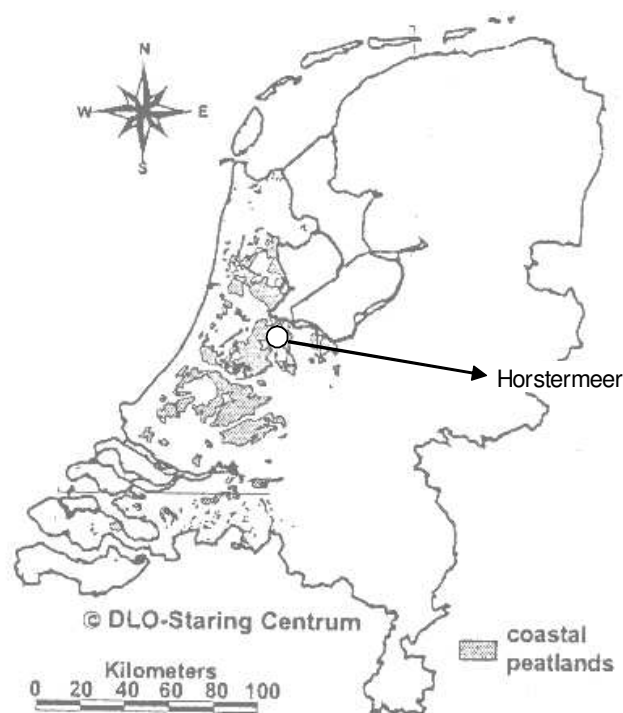 N
W E
S
Horstermeer
© DLO-Staring Centrum
coastal
peatlands
Kilometers
0 20 40 60 80 100